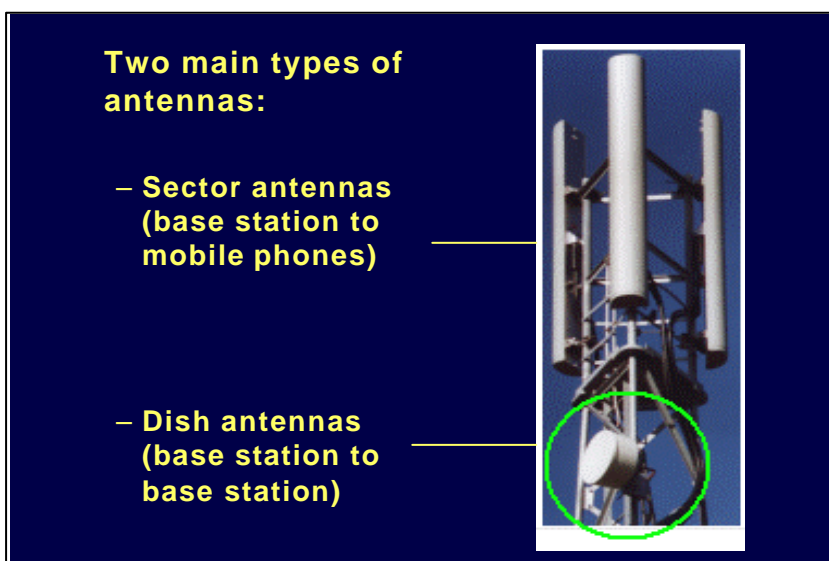 Two main types of
antennas:
– Sector antennas
(base station to
mobile phones)
– Dish antennas
(base station to
base station)